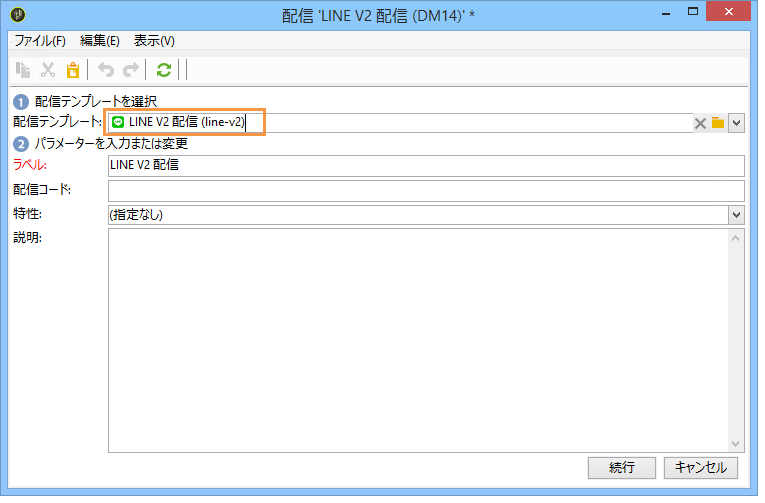 配信 'LINE V2 配信 (DM14)' *
ファイル(F) 編集(E) 表示(V)
1 配信テンプレートを選択
配信テンプレート: LINE V2 配信 (line-v2)
2 パラメーターを入力または変更
ラベル: LINE V2 配信
配信コード:
特性: (指定なし)
説明:
続行 キャンセル